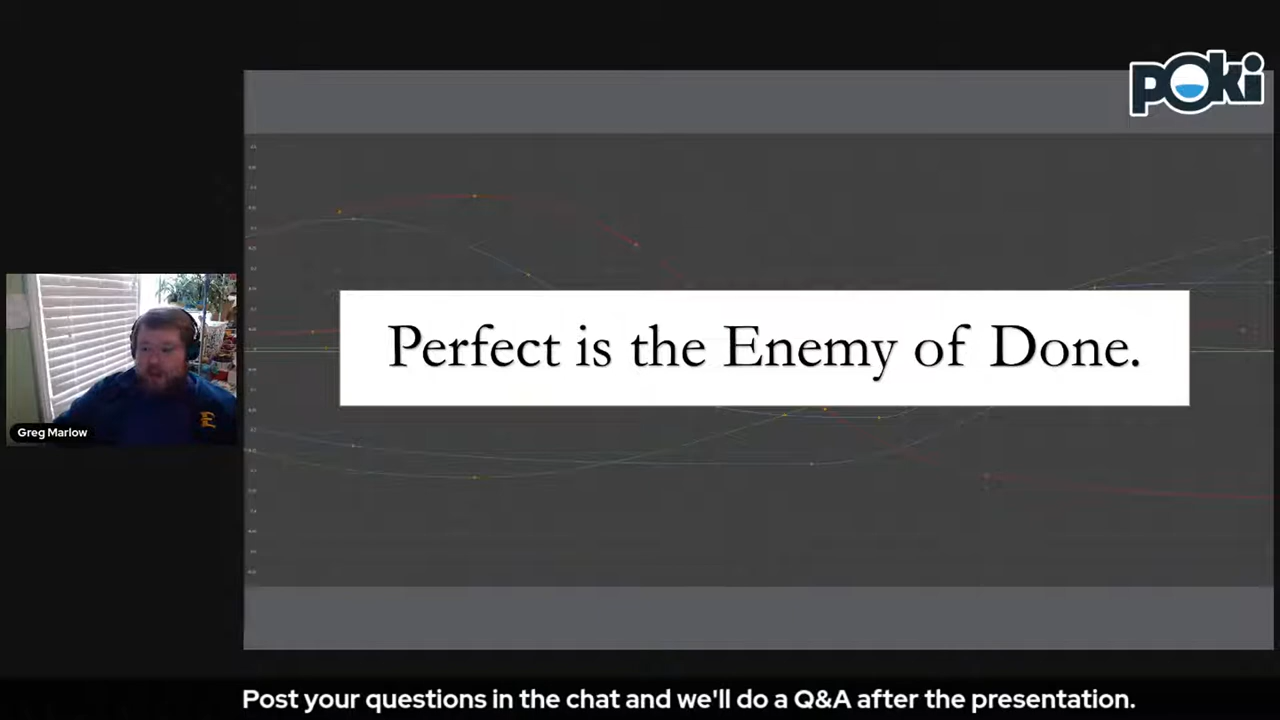 poki
Perfect is the Enemy of Done.
Greg Marlow
Post your questions in the chat and we'll do a Q&A after the presentation.